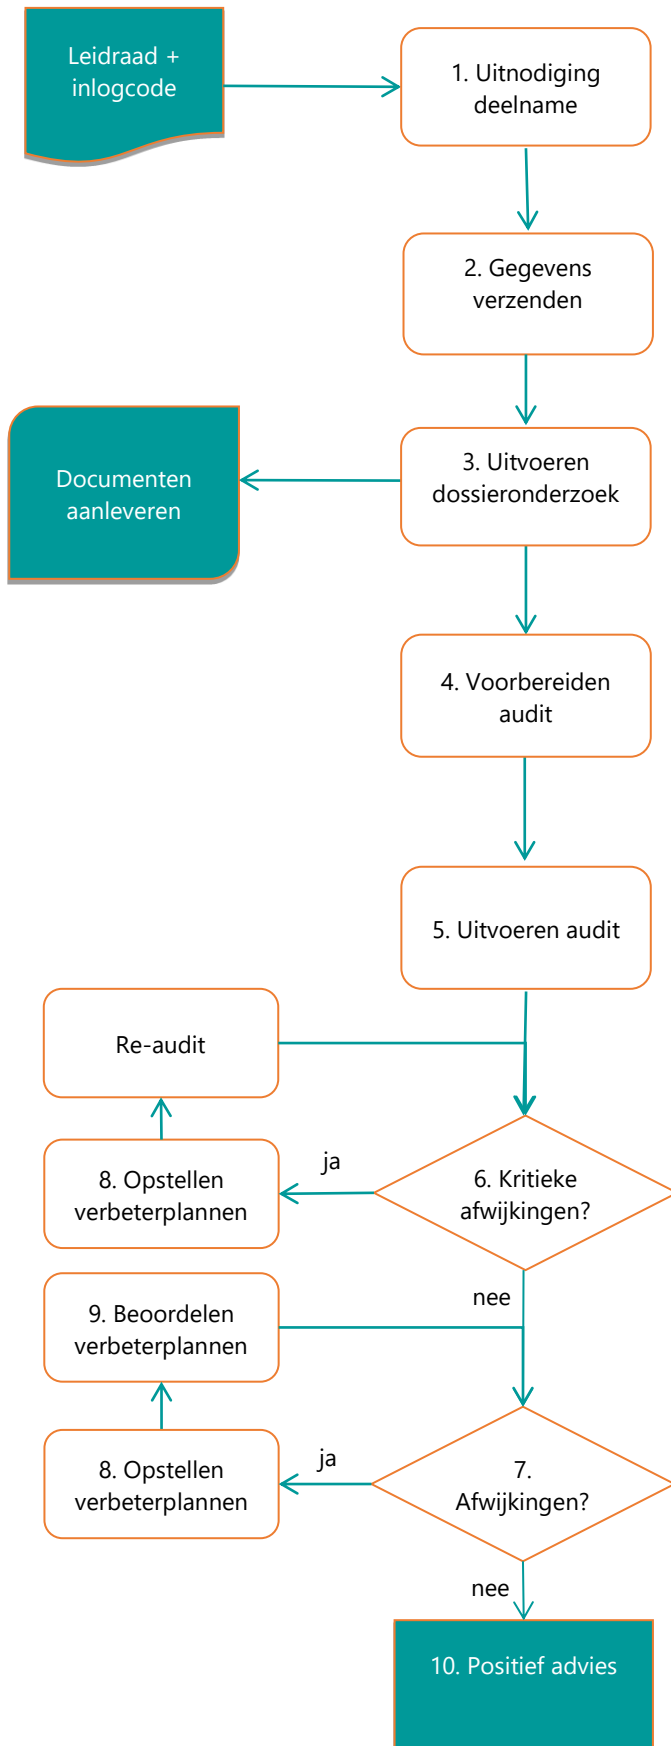 Leidraad +
inlogcode
1. Uitnodiging
deelname
2. Gegevens
verzenden
Documenten
aanleveren
3. Uitvoeren
dossieronderzoek
4. Voorbereiden
audit
5. Uitvoeren audit
Re-audit
8. Opstellen
verbeterplannen
ja
6. Kritieke
afwijkingen?
nee
9. Beoordelen
verbeterplannen
8. Opstellen
verbeterplannen
ja
7.
Afwijkingen?
nee
10. Positief advies